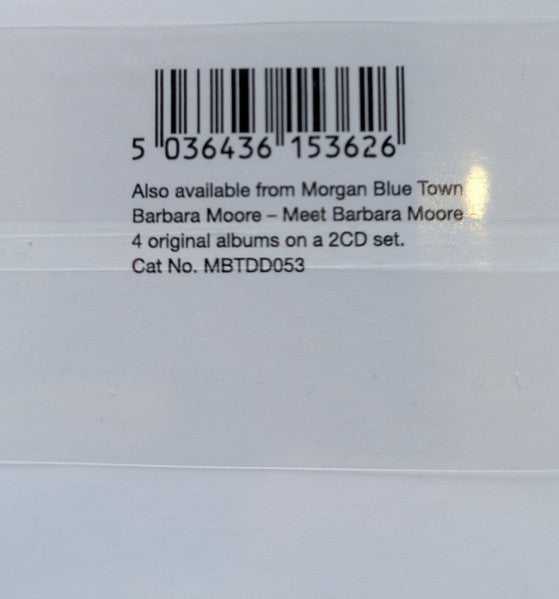 5 036436 153626
Also available from Morgan Blue Town
Barbara Moore – Meet Barbara Moore –
4 original albums on a 2CD set.
Cat No. MBTDD053